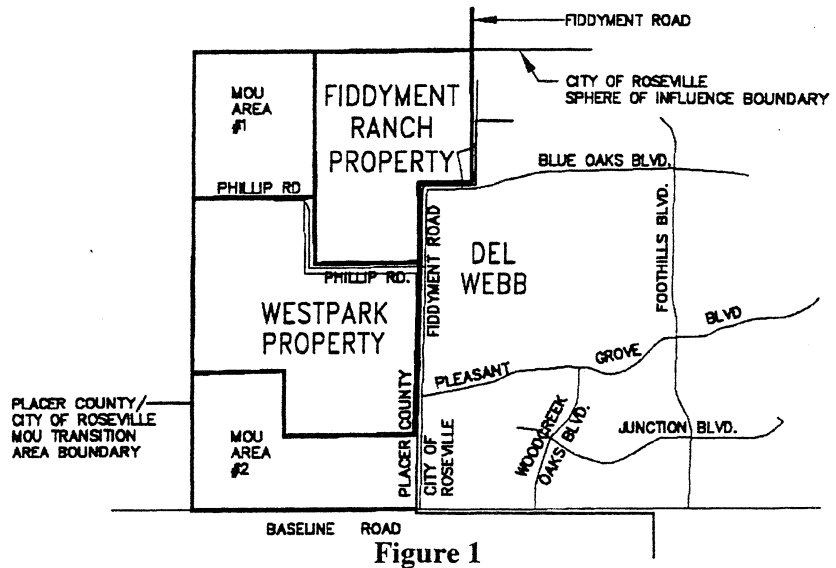 FIDDYMENT ROAD
MOU
AREA
#1
FIDDYMENT
RANCH
PROPERTY
CITY OF ROSEVILLE
SPHERE OF INFLUENCE BOUNDARY
BLUE OAKS BLVD.
PHILLIP RD
FIDDYMENT ROAD
DEL
WEBB
FOOTHILLS BLVD.
PHILLIP RD.
WESTPARK
PROPERTY
PLEASANT GROVE BLVD
PLACER COUNTY/
CITY OF ROSEVILLE
MOU TRANSITION
AREA BOUNDARY
MOU
AREA
#2
PLACER COUNTY
CITY OF
ROSEVILLE
WOODCREEK
OAKS BLVD.
JUNCTION BLVD.
BASELINE ROAD
Figure 1